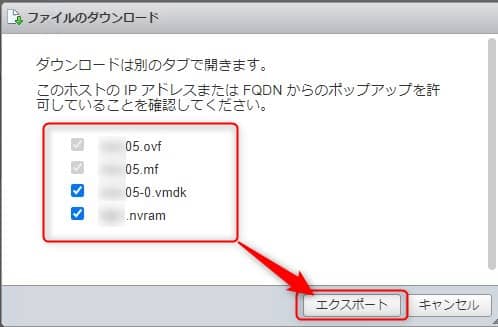 ファイルのダウンロード
ダウンロードは別のタブで開きます。
このホストの IP アドレスまたは FQDN からのポップアップを許
可していることを確認してください。
05.ovf
05.mf
05-0.vmdk
.nvram
エクスポート
キャンセル